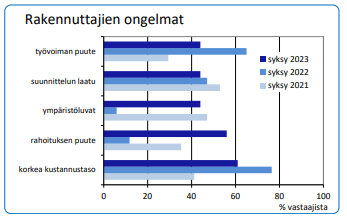 Rakennuttajien ongelmat
työvoiman puute
suunnittelun laatu
ympäristöluvat
rahoituksen puute
korkea kustannustaso
syksy 2023
syksy 2022
syksy 2021
0 20 40 60 80 100
% vastaajista